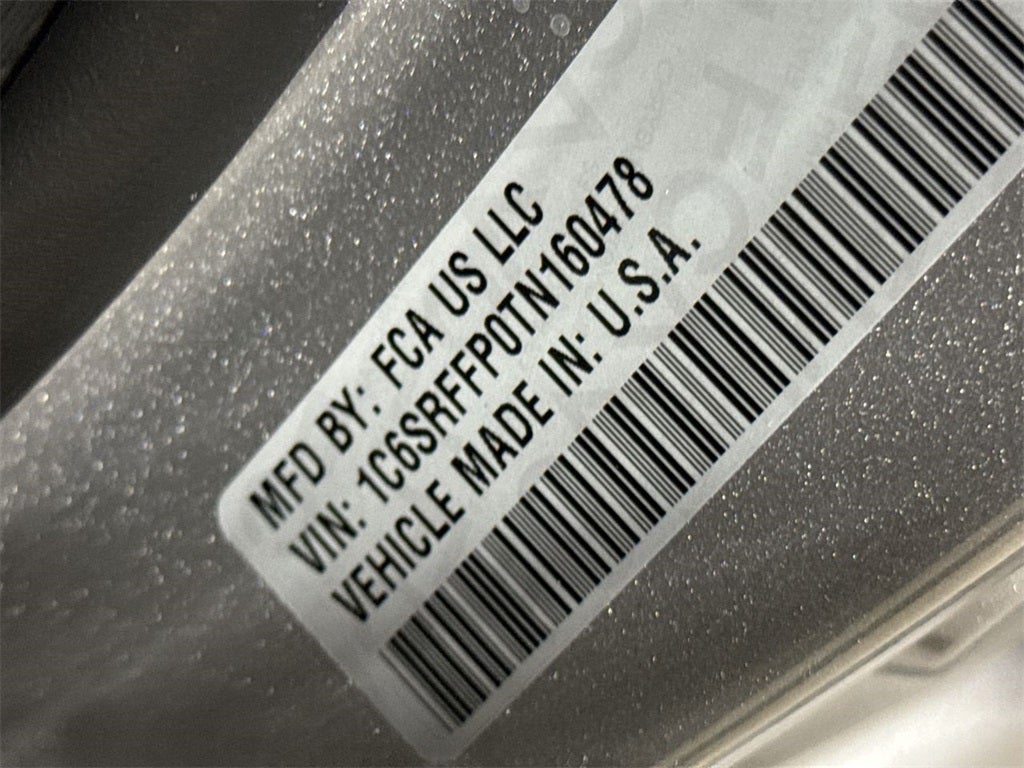 MFD BY: FCA US LLC
VIN: 1C6SRFFP0TN160478
VEHICLE MADE IN: U.S.A.